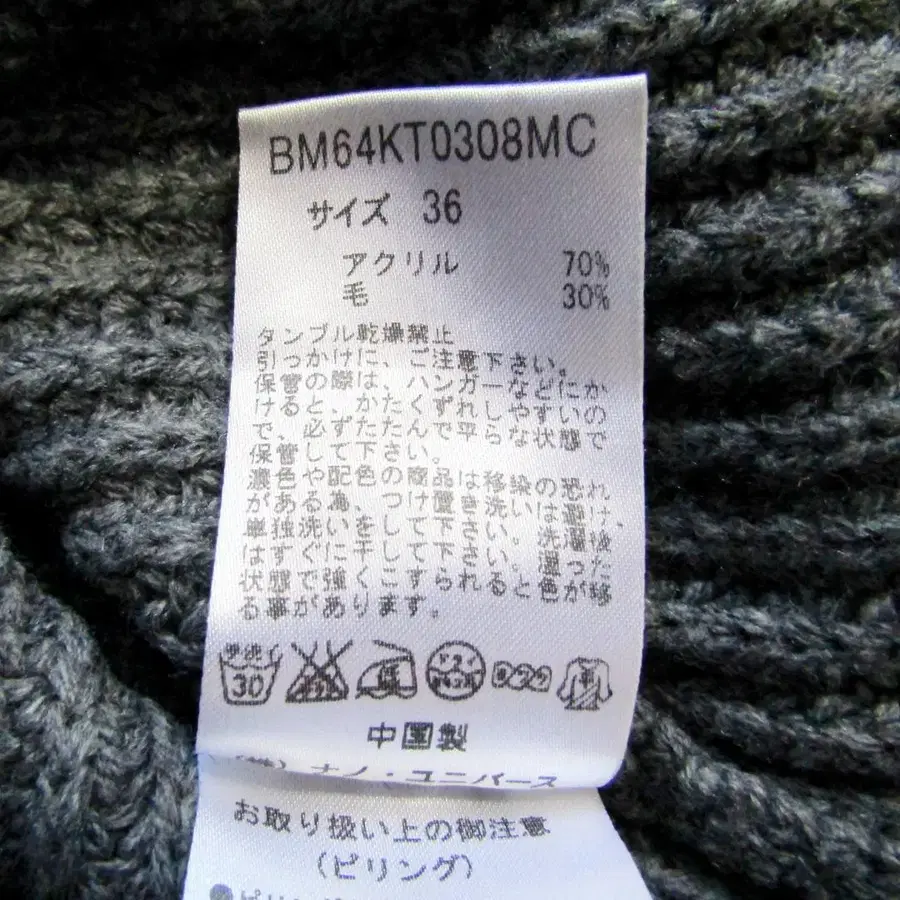 BM64KT0308MC
サイズ 36
アクリル 70%
毛 30%
タンブル乾燥禁止
引っかけに、ご注意下さい。
保管の際は、ハンガーなどにか
けると、かたくずれしやすいの
で、必ずたたんで平らな状態で
保管して下さい。
濃色や配色の商品は移染の恐れ
がある為、つけ置き洗いは避け、
単独洗いをして下さい。洗濯後
はすぐに干して下さい。湿った
状態で強くこすられると色が移
る事があります。
手洗イ
30
中
ドライ
中国製
(株) ナノ・ユニバース
お取り扱い上の御注意
(ピリング)